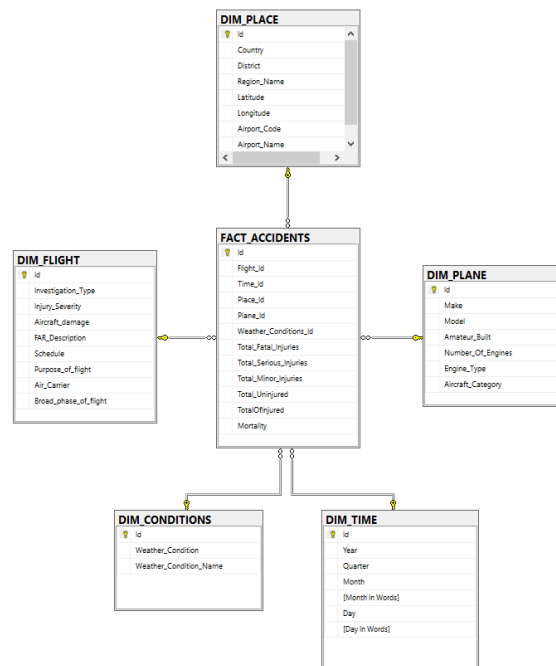 DIM_PLACE
Id
Country
District
Region_Name
Latitude
Longitude
Airport_Code
Airport_Name
DIM_FLIGHT
Id
Investigation_Type
Injury_Severity
Aircraft_damage
FAR_Description
Schedule
Purpose_of_flight
Air_Carrier
Broad_phase_of_flight
FACT_ACCIDENTS
Id
Flight_Id
Time_Id
Place_Id
Plane_Id
Weather_Conditions_Id
Total_Fatal_Injuries
Total_Serious_Injuries
Total_Minor_Injuries
Total_Uninjured
TotalOfInjured
Mortality
DIM_PLANE
Id
Make
Model
Amateur_Built
Number_Of_Engines
Engine_Type
Aircraft_Category
DIM_CONDITIONS
Id
Weather_Condition
Weather_Condition_Name
DIM_TIME
Id
Year
Quarter
Month
[Month In Words]
Day
[Day In Words]